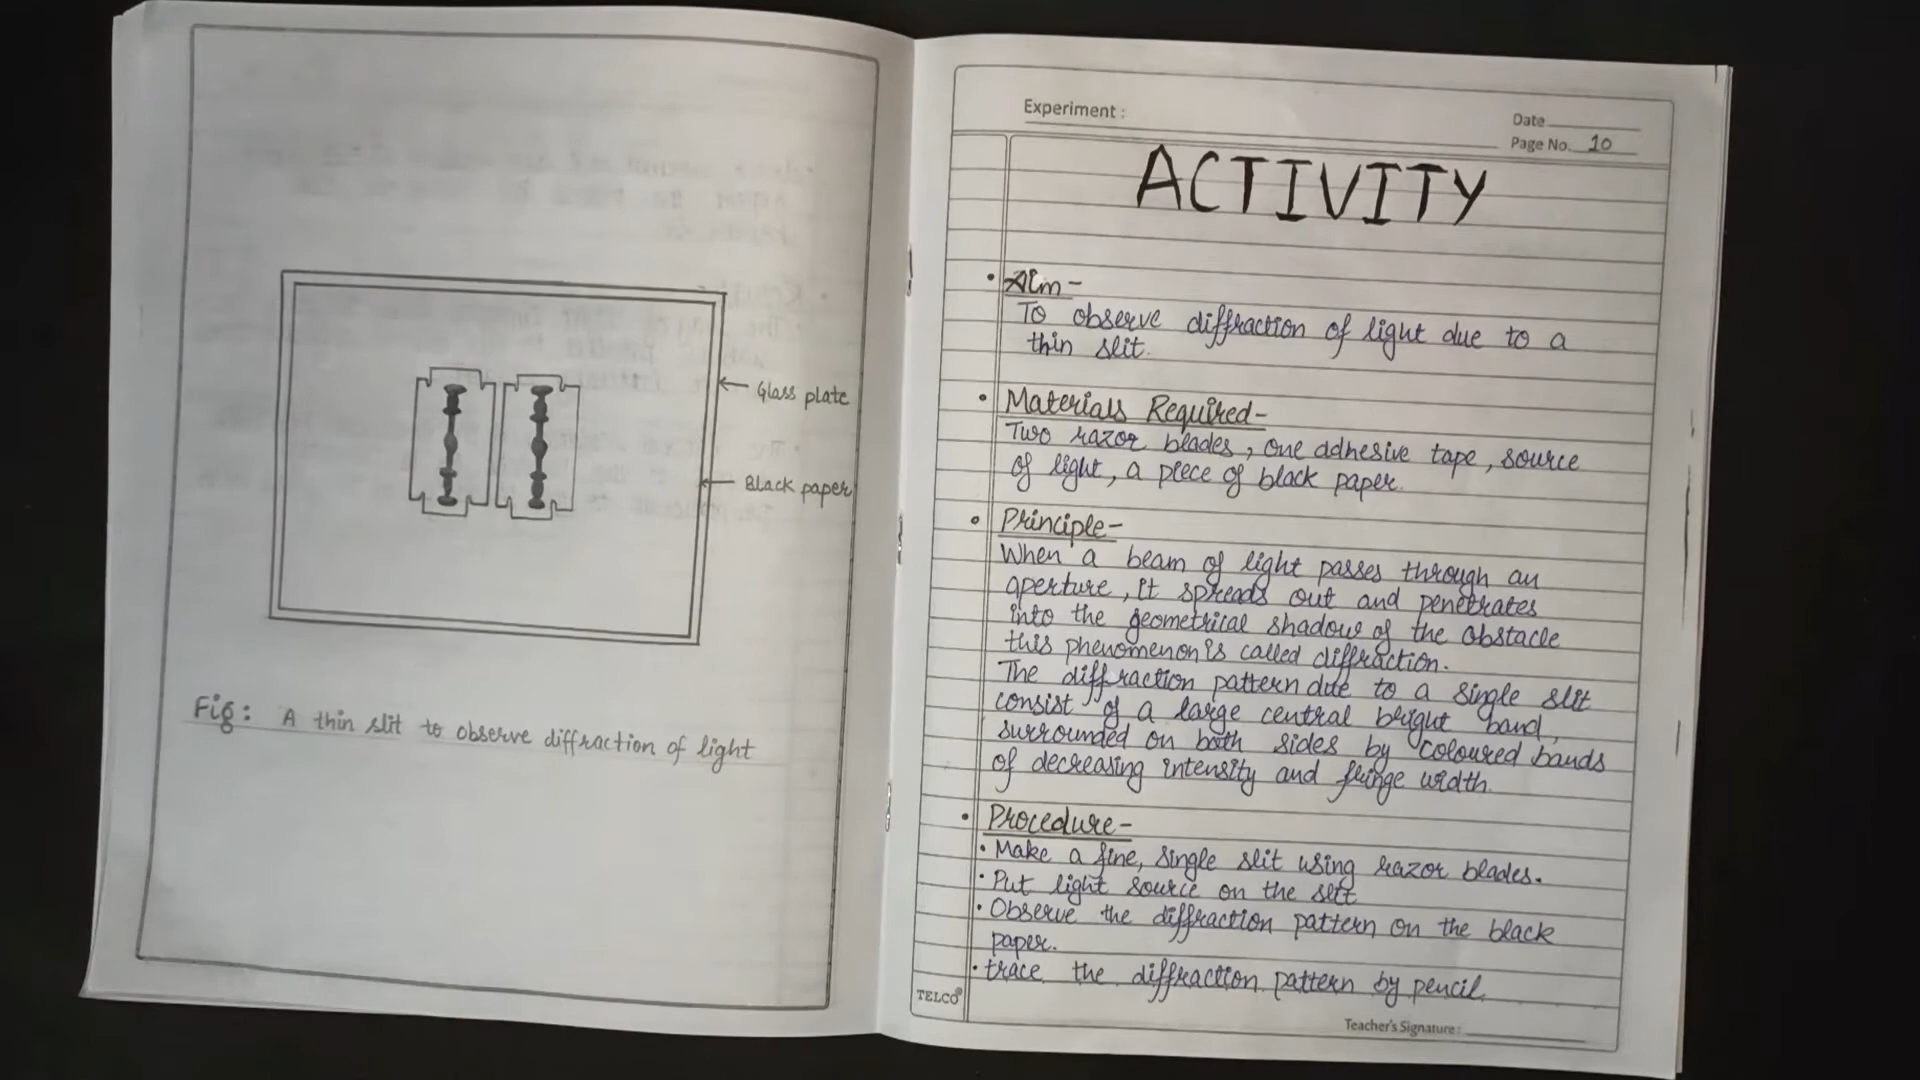 Glass plate
Black paper
Fig: A thin slit to observe diffraction of light
Experiment :
Date
Page No. 10
ACTIVITY
• Aim-
To observe diffraction of light due to a
thin slit.
• Materials Required-
Two razor blades, one adhesive tape, source
of light, a piece of black paper.
• Principle-
When a beam of light passes through an
aperture, it spreads out and penetrates
into the geometrical shadow of the obstacle
this phenomenon is called diffraction.
The diffraction pattern due to a single slit
consist of a large central bright band,
surrounded on both sides by coloured bands
of decreasing intensity and fringe width.
• Procedure-
• Make a fine, single slit using razor blades.
• Put light source on the slit
• Observe the diffraction pattern on the black
paper.
• trace the diffraction pattern by pencil.
TELCO®
Teacher's Signature :